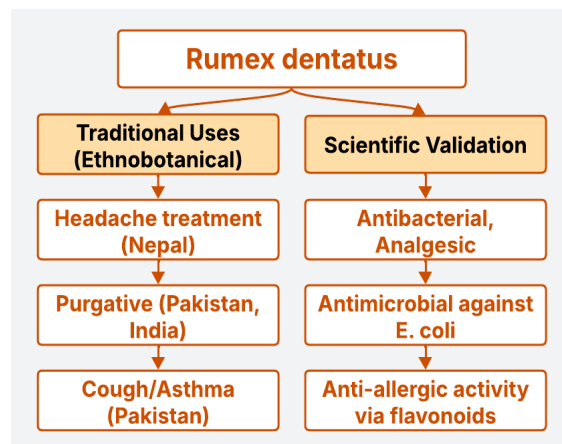 Rumex dentatus
Traditional Uses
(Ethnobotanical)
Scientific Validation
Headache treatment
(Nepal)
Antibacterial,
Analgesic
Purgative (Pakistan,
India)
Antimicrobial against
E. coli
Cough/Asthma
(Pakistan)
Anti-allergic activity
via flavonoids